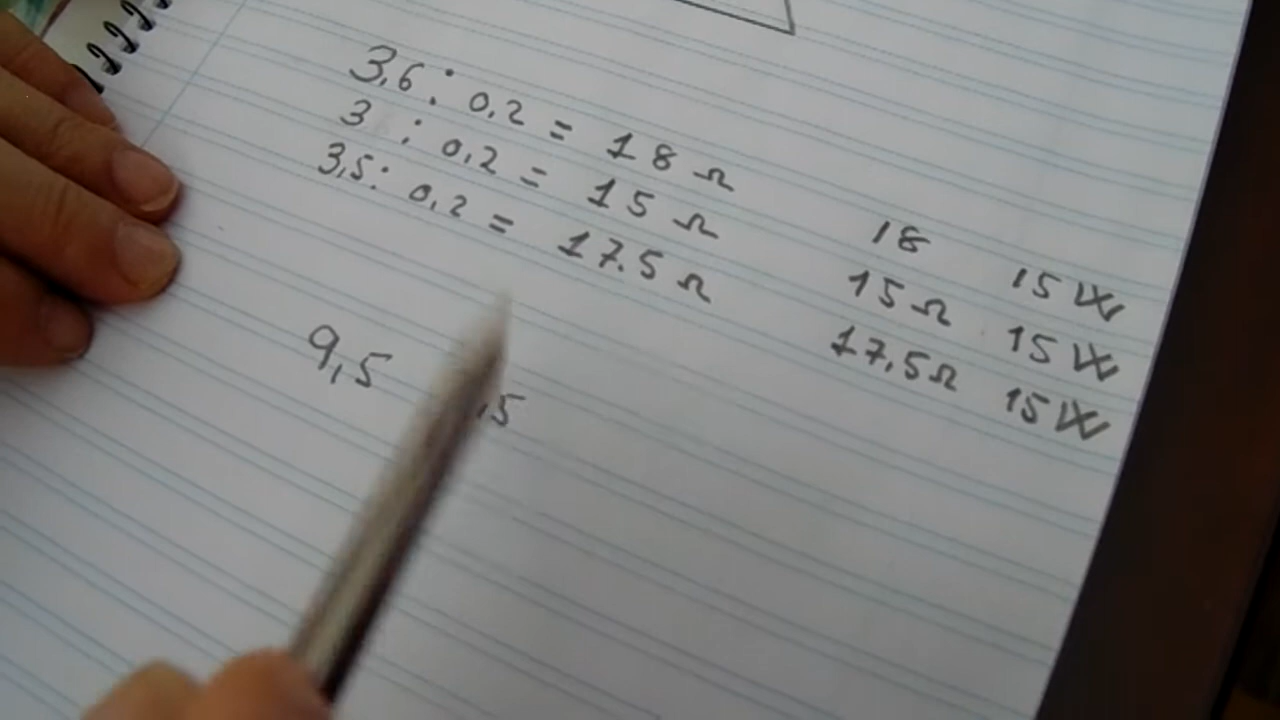 3,6 : 0,2 = 18 Ω
3 : 0,2 = 15 Ω
3,5 : 0,2 = 17.5 Ω
18 15 W
15 Ω 15 W
17,5 Ω 15 W
9,5 ,5